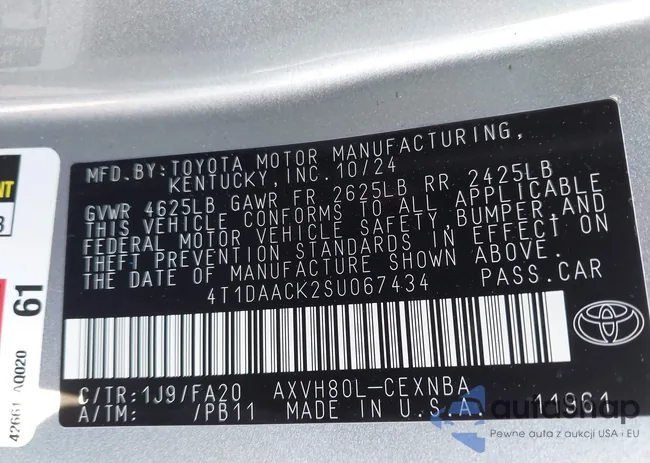 MFD.BY: TOYOTA MOTOR MANUFACTURING,
KENTUCKY, INC. 10/24
GVWR 4625LB GAWR FR 2625LB RR 2425LB
THIS VEHICLE CONFORMS TO ALL APPLICABLE
FEDERAL MOTOR VEHICLE SAFETY, BUMPER, AND
THEFT PREVENTION STANDARDS IN EFFECT ON
THE DATE OF MANUFACTURE SHOWN ABOVE.
4T1DAACK2SU067434 PASS.CAR
C/TR: 1J9/FA20 AXVH80L-CEXNBA
A/TM: /PB11 MADE IN U.S.A. 11961
61
42661-A0020
autoshap
Pewne auta z aukcji USA i EU